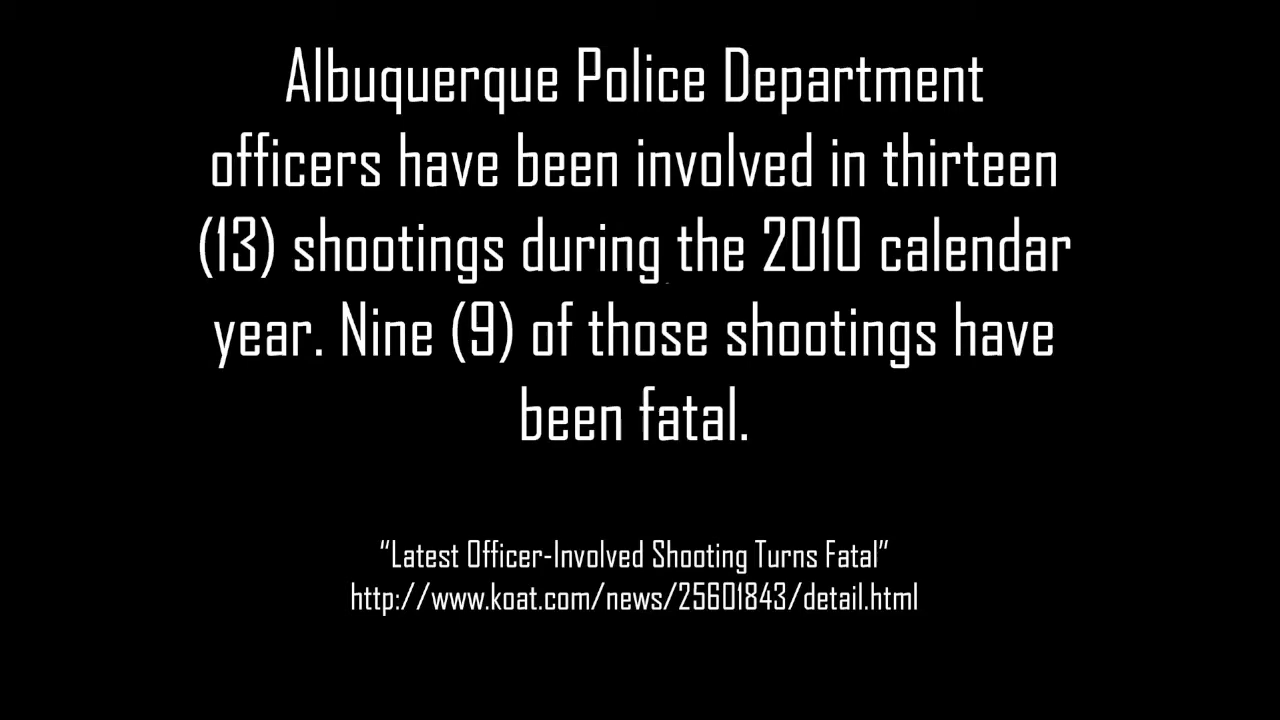 Albuquerque Police Department
officers have been involved in thirteen
(13) shootings during the 2010 calendar
year. Nine (9) of those shootings have
been fatal.
“Latest Officer-Involved Shooting Turns Fatal”
http://www.koat.com/news/25601843/detail.html